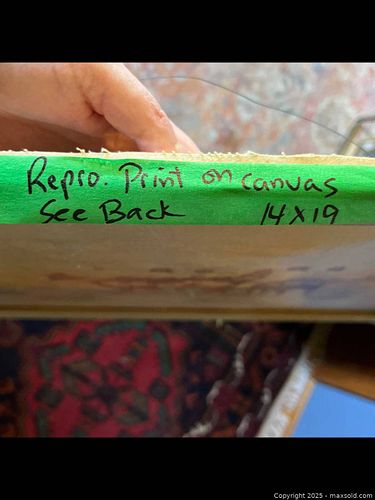 Repro. Print on canvas
See Back 14X19
Copyright 2025 - maxsold.com